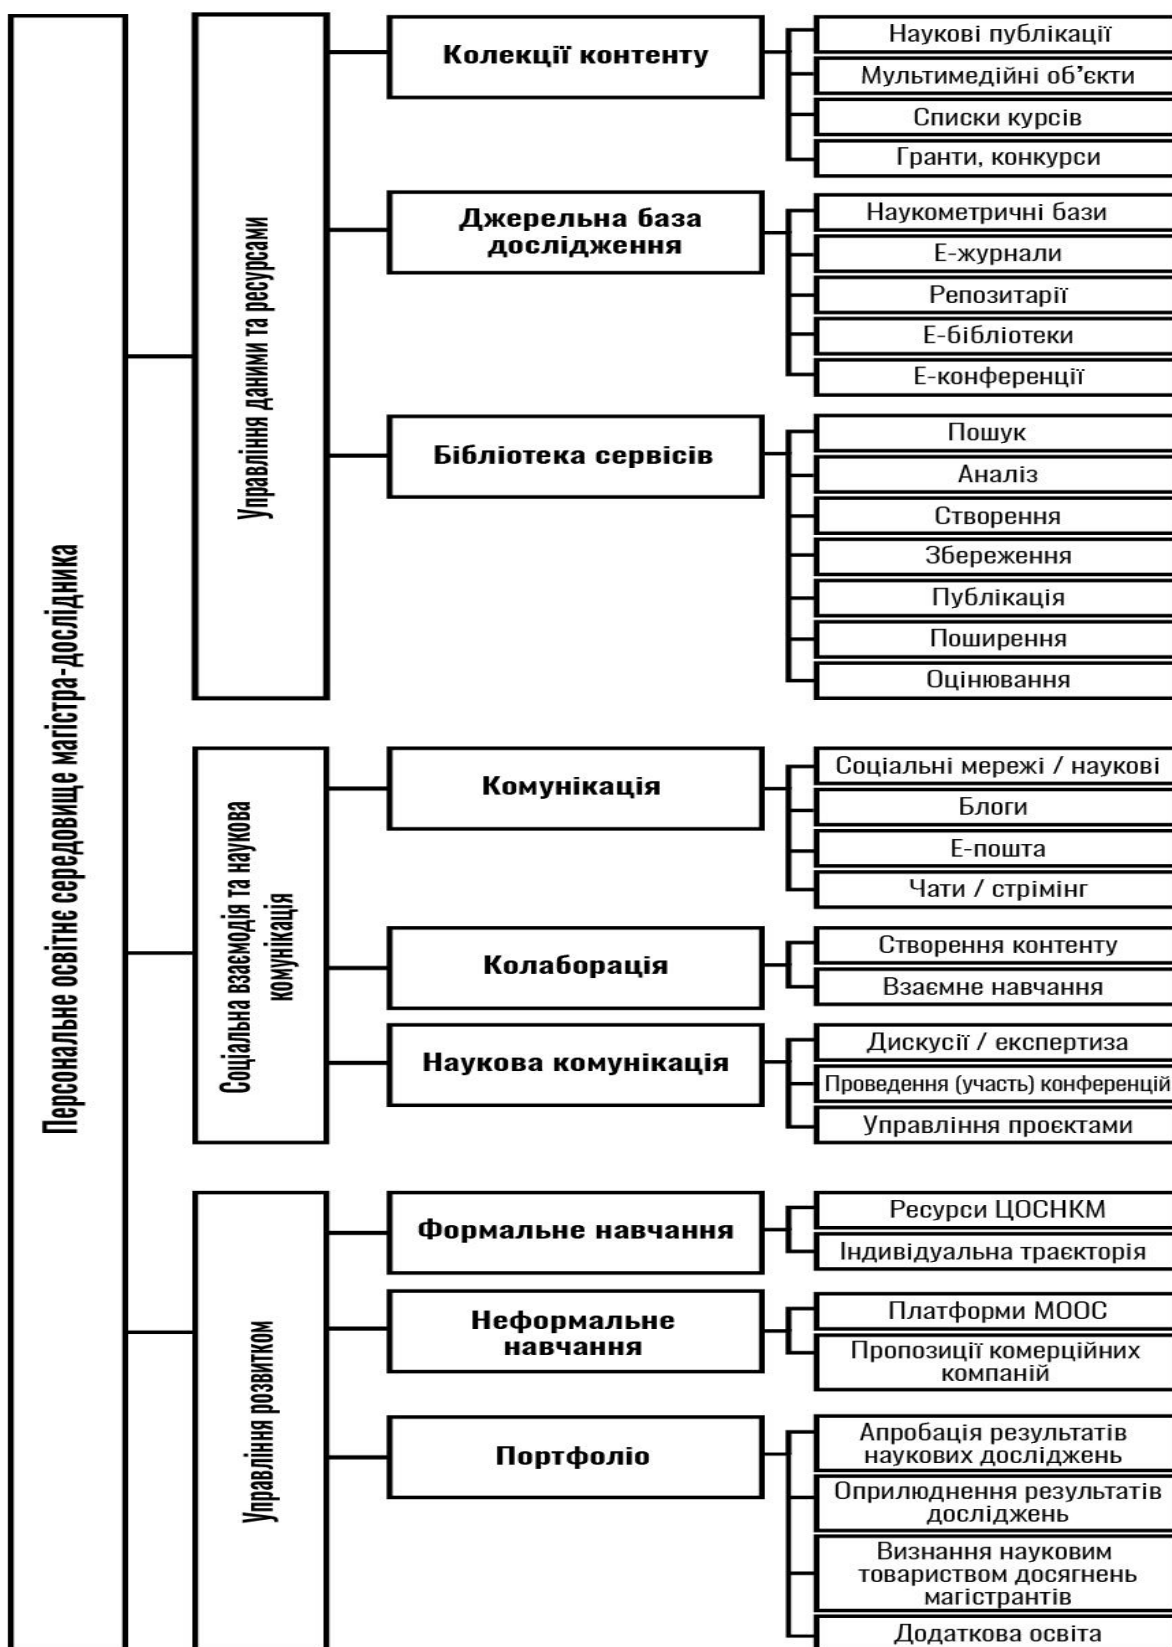 Персональне освітнє середовище магістра-дослідника
Управління даними та ресурсами
Колекції контенту
Наукові публікації
Мультимедійні об’єкти
Списки курсів
Гранти, конкурси
Джерельна база
дослідження
Наукометричні бази
Е-журнали
Репозитарії
Е-бібліотеки
Е-конференції
Бібліотека сервісів
Пошук
Аналіз
Створення
Збереження
Публікація
Поширення
Оцінювання
Соціальна взаємодія та наукова
комунікація
Комунікація
Соціальні мережі / наукові
Блоги
Е-пошта
Чати / стрімінг
Колаборація
Створення контенту
Взаємне навчання
Наукова комунікація
Дискусії / експертиза
Проведення (участь) конференцій
Управління проєктами
Управління розвитком
Формальне навчання
Ресурси ЦОСНКМ
Індивідуальна траєкторія
Неформальне
навчання
Платформи МООС
Пропозиції комерційних
компаній
Портфоліо
Апробація результатів
наукових досліджень
Оприлюднення результатів
досліджень
Визнання науковим
товариством досягнень
магістрантів
Додаткова освіта